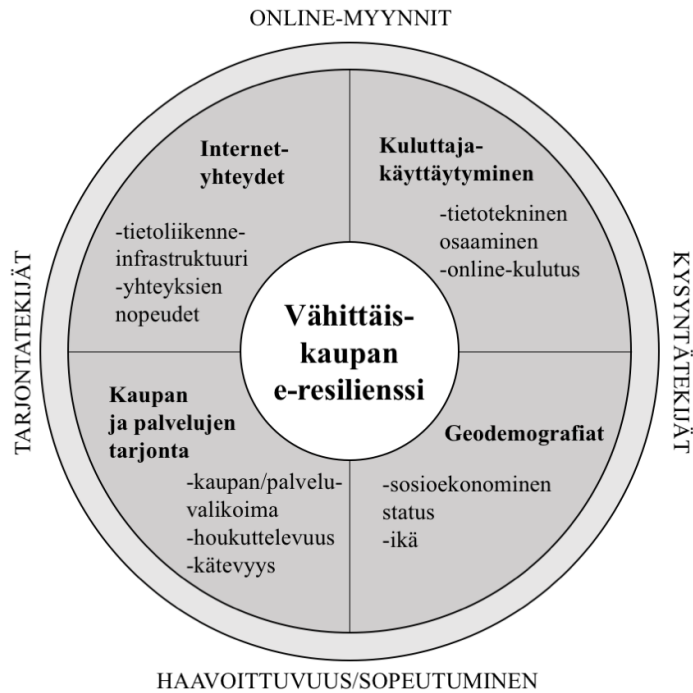 ONLINE-MYYNNIT
Internet-
yhteydet
-tietoliikenne-
infrastruktuuri
-yhteyksien
nopeudet
Kuluttaja-
käyttäytyminen
-tietotekninen
osaaminen
-online-kulutus
TARJONTATEKIJÄT
KYSYNTÄTEKIJÄT
Vähittäis-
kaupan
e-resilienssi
Kaupan
ja palvelujen
tarjonta
-kaupan/palvelu-
valikoima
-houkuttelevuus
-kätevyys
Geodemografiat
-sosioekonominen
status
-ikä
HAAVOITTUVUUS/SOPEUTUMINEN